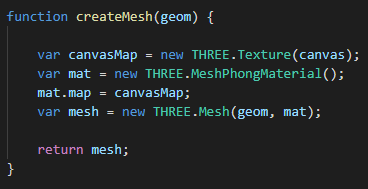 function createMesh(geom) {
var canvasMap = new THREE.Texture(canvas);
var mat = new THREE.MeshPhongMaterial();
mat.map = canvasMap;
var mesh = new THREE.Mesh(geom, mat);
return mesh;
}